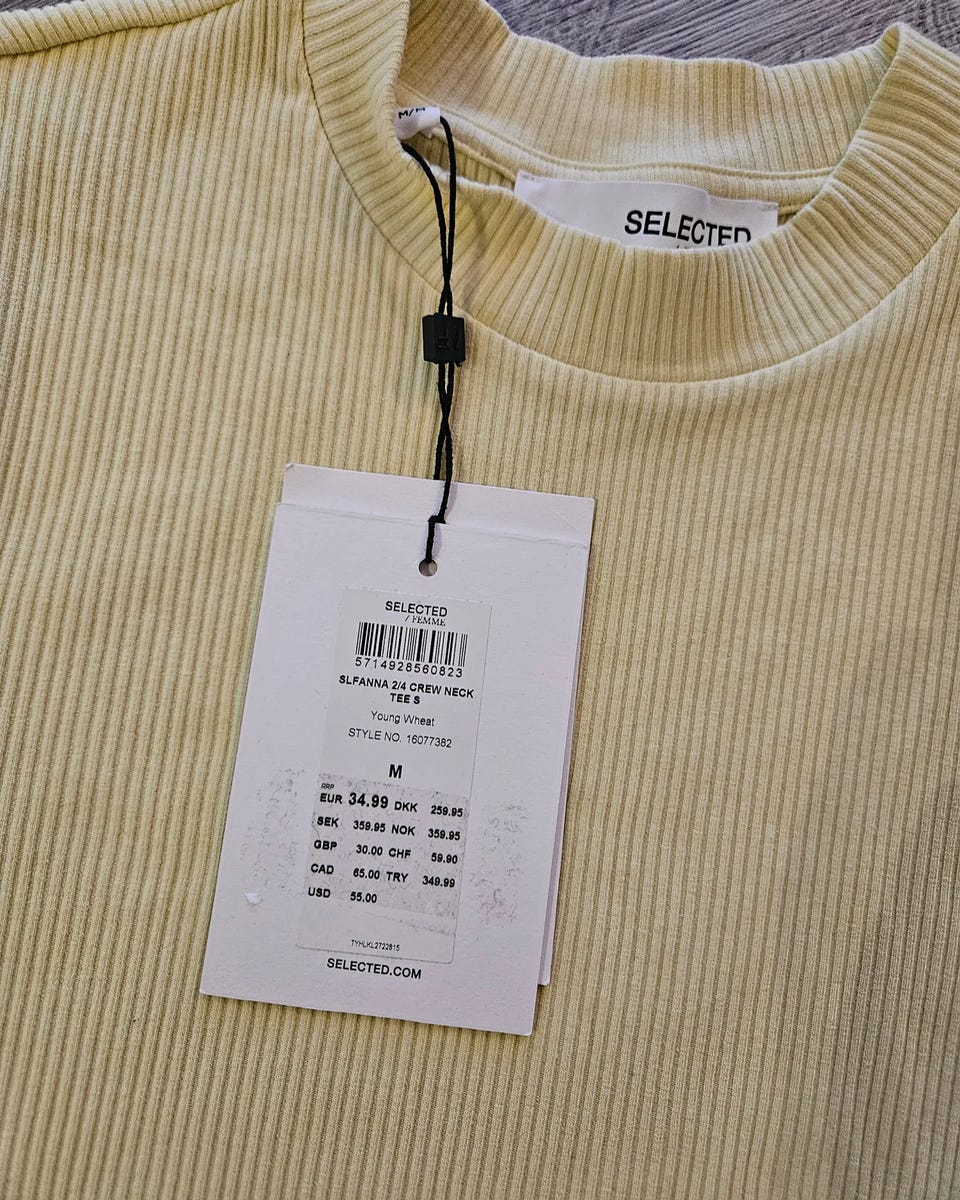 M/M
SELECTED
SELECTED
/ FEMME
5714928560823
SLFANNA 2/4 CREW NECK
TEE S
Young Wheat
STYLE NO. 16077382
M
RRP
EUR 34.99 DKK 259.95
SEK 359.95 NOK 359.95
GBP 30.00 CHF 59.90
CAD 65.00 TRY 349.99
USD 55.00
TYHLKL2722815
SELECTED.COM